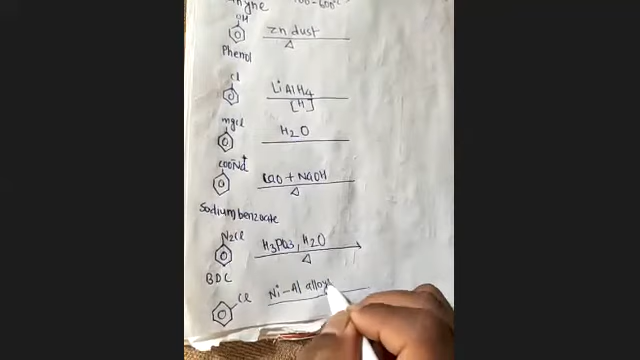 OH
Zn dust
Δ
Phenol
Cl
LiAlH4
[H]
mgcl
H2O
COONa+
CaO + NaOH
Δ
Sodium benzoate
N2Cl
H3PO3, H2O
Δ
BDC
Cl
Ni-Al alloy